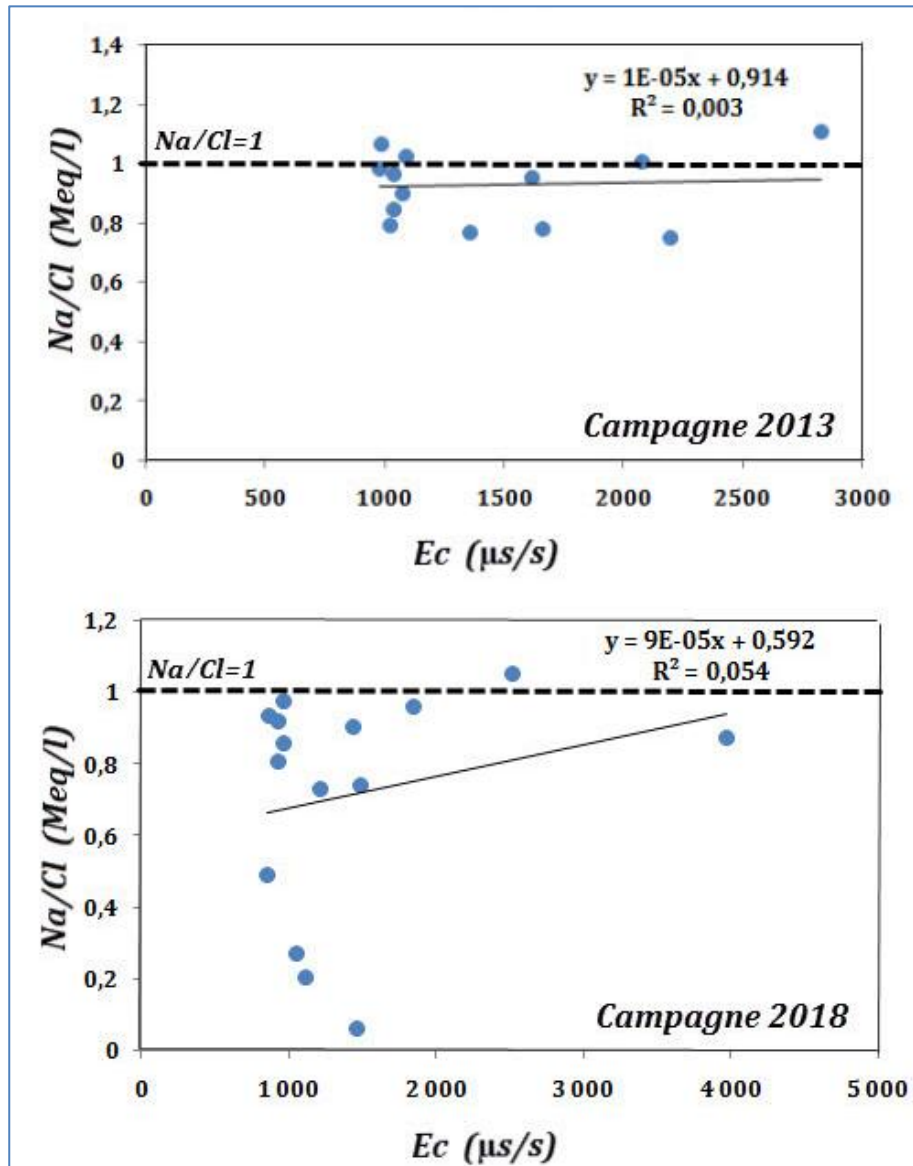 1,4
y = 1E-05x + 0,914
1,2
R² = 0,003
Na/Cl=1
1
0,8
0,6
0,4
0,2
Campagne 2013
0
0 500 1000 1500 2000 2500 3000
Na/Cl (Meq/l)
Ec (µs/s)
1,2
y = 9E-05x + 0,592
Na/Cl=1
R² = 0,054
1
0,8
0,6
0,4
0,2
Campagne 2018
0
0 1 000 2 000 3 000 4 000 5 000
Na/Cl (Meq/l)
Ec (µs/s)